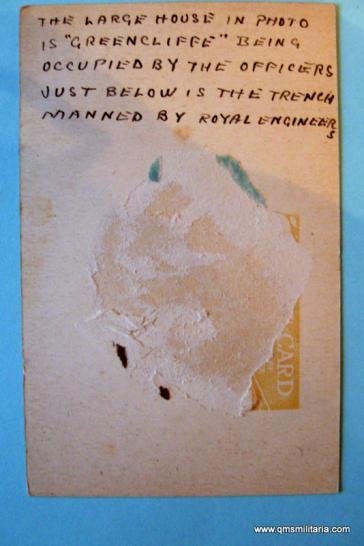 THE LARGE HOUSE IN PHOTO
IS "GREENCLIFFE" BEING
OCCUPIED BY THE OFFICERS
JUST BELOW IS THE TRENCH
MANNED BY ROYAL ENGINEERS
CARD
www.qmsmilitaria.com